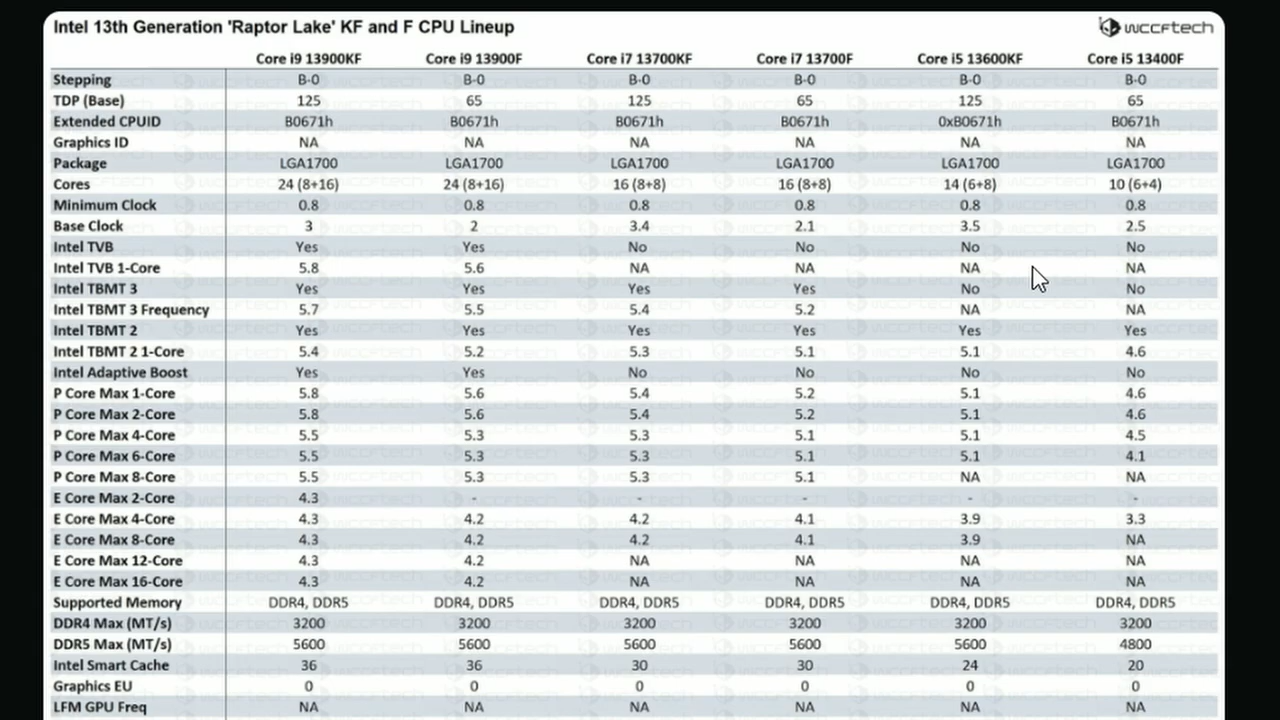 Intel 13th Generation 'Raptor Lake' KF and F CPU Lineup
wccftech
Core i9 13900KF Core i9 13900F Core i7 13700KF Core i7 13700F Core i5 13600KF Core i5 13400F
Stepping B-0 B-0 B-0 B-0 B-0 B-0
TDP (Base) 125 65 125 65 125 65
Extended CPUID B0671h B0671h B0671h B0671h 0xB0671h B0671h
Graphics ID NA NA NA NA NA NA
Package LGA1700 LGA1700 LGA1700 LGA1700 LGA1700 LGA1700
Cores 24 (8+16) 24 (8+16) 16 (8+8) 16 (8+8) 14 (6+8) 10 (6+4)
Minimum Clock 0.8 0.8 0.8 0.8 0.8 0.8
Base Clock 3 2 3.4 2.1 3.5 2.5
Intel TVB Yes Yes No No No No
Intel TVB 1-Core 5.8 5.6 NA NA NA NA
Intel TBMT 3 Yes Yes Yes Yes No No
Intel TBMT 3 Frequency 5.7 5.5 5.4 5.2 NA NA
Intel TBMT 2 Yes Yes Yes Yes Yes Yes
Intel TBMT 2 1-Core 5.4 5.2 5.3 5.1 5.1 4.6
Intel Adaptive Boost Yes Yes No No No No
P Core Max 1-Core 5.8 5.6 5.4 5.2 5.1 4.6
P Core Max 2-Core 5.8 5.6 5.4 5.2 5.1 4.6
P Core Max 4-Core 5.5 5.3 5.3 5.1 5.1 4.5
P Core Max 6-Core 5.5 5.3 5.3 5.1 5.1 4.1
P Core Max 8-Core 5.5 5.3 5.3 5.1 NA NA
E Core Max 2-Core 4.3 - - - - -
E Core Max 4-Core 4.3 4.2 4.2 4.1 3.9 3.3
E Core Max 8-Core 4.3 4.2 4.2 4.1 3.9 NA
E Core Max 12-Core 4.3 4.2 NA NA NA NA
E Core Max 16-Core 4.3 4.2 NA NA NA NA
Supported Memory DDR4, DDR5 DDR4, DDR5 DDR4, DDR5 DDR4, DDR5 DDR4, DDR5 DDR4, DDR5
DDR4 Max (MT/s) 3200 3200 3200 3200 3200 3200
DDR5 Max (MT/s) 5600 5600 5600 5600 5600 4800
Intel Smart Cache 36 36 30 30 24 20
Graphics EU 0 0 0 0 0 0
LFM GPU Freq NA NA NA NA NA NA